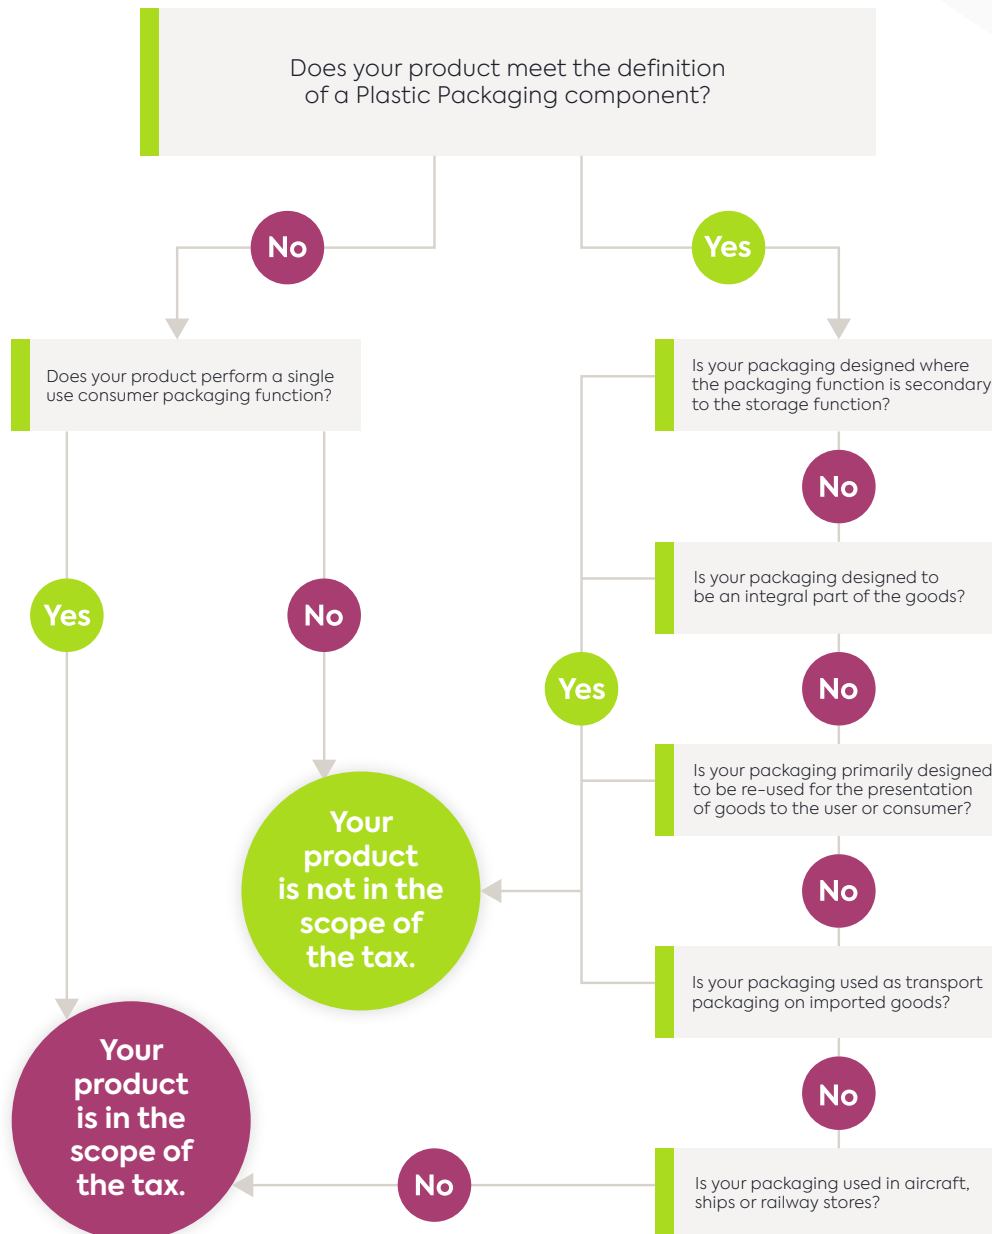 Does your product meet the definition
of a Plastic Packaging component?
No
Yes
Does your product perform a single
use consumer packaging function?
Is your packaging designed where
the packaging function is secondary
to the storage function?
No
Is your packaging designed to
be an integral part of the goods?
Yes
No
Yes
No
Is your packaging primarily designed
to be re-used for the presentation
of goods to the user or consumer?
Your
product
is not in the
scope of
the tax.
No
Is your packaging used as transport
packaging on imported goods?
Your
product
is in the
scope of
the tax.
No
No
Is your packaging used in aircraft,
ships or railway stores?